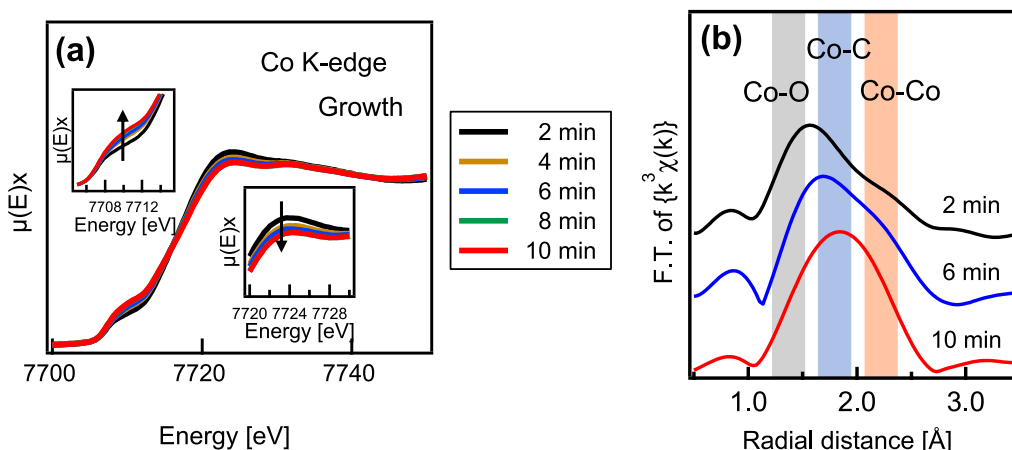 (a)
Co K-edge
Growth
μ(E)x
7708 7712
Energy [eV]
μ(E)x
7720 7724 7728
Energy [eV]
μ(E)x
7700 7720 7740
Energy [eV]
2 min
4 min
6 min
8 min
10 min
(b)
Co-C
Co-O Co-Co
F.T. of {k³ χ(k)}
2 min
6 min
10 min
1.0 2.0 3.0
Radial distance [Å]